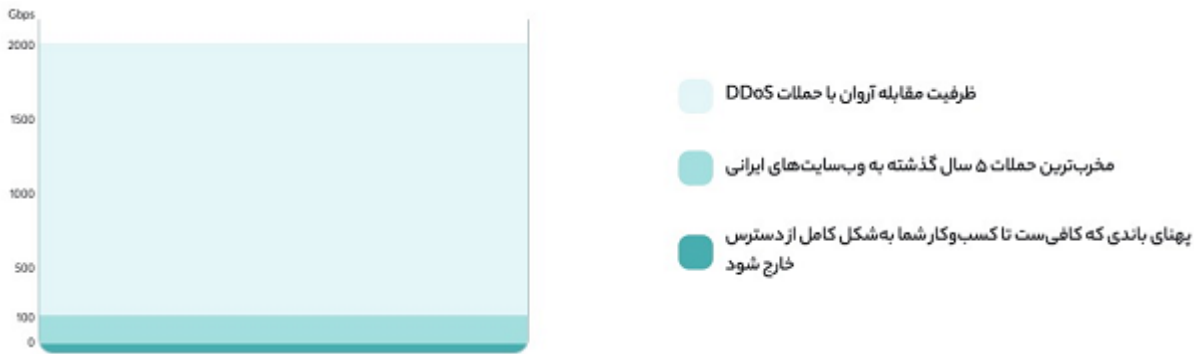 Gbps
2000
1500
1000
500
100
0
ظرفیت مقابله آروان با حملات DDoS
مخرب‌ترین حملات ۵ سال گذشته به وب‌سایت‌های ایرانی
پهنای باندی که کافی‌ست تا کسب‌وکار شما به‌شکل کامل از دسترس
خارج شود